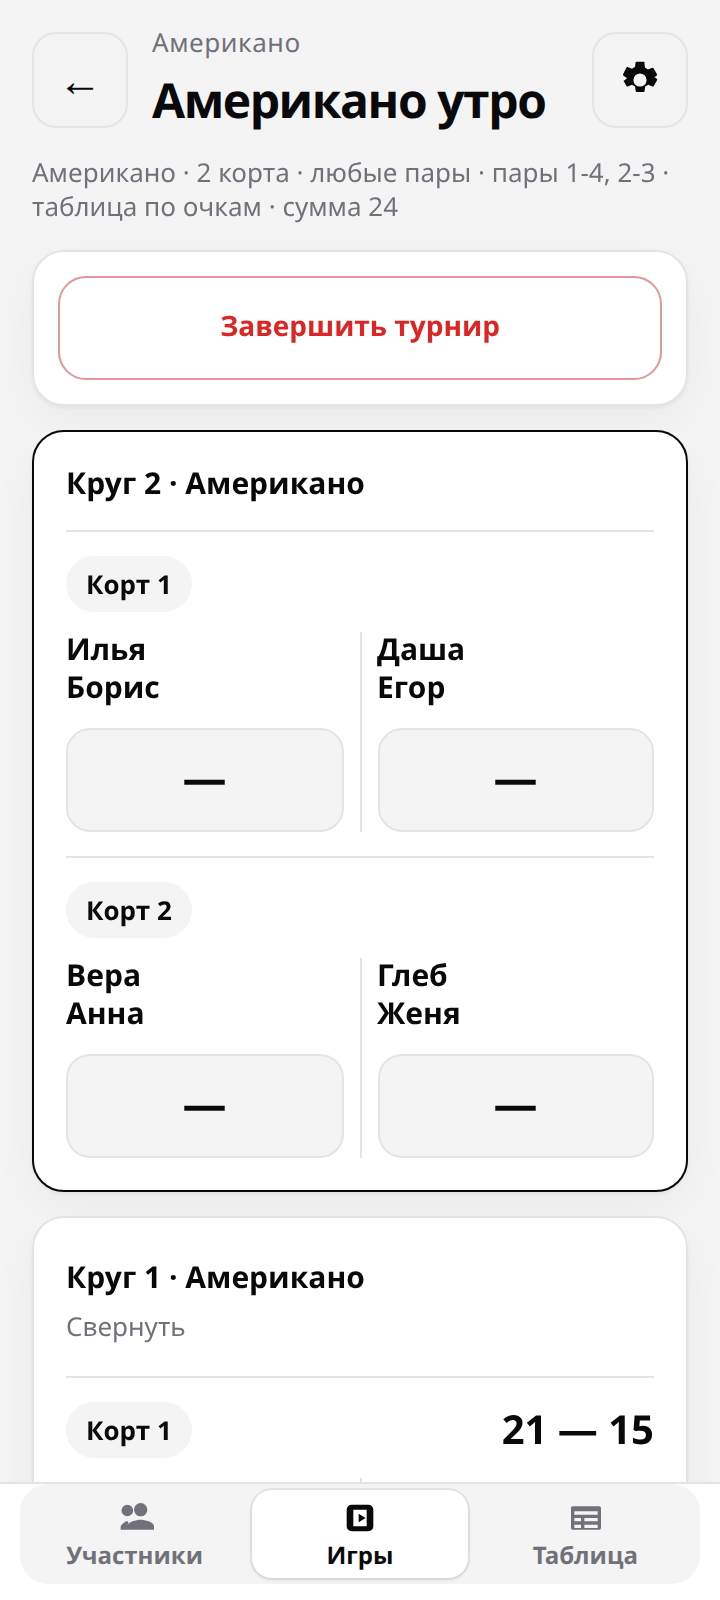 ←
Американо
Американо утро
Американо · 2 корта · любые пары · пары 1-4, 2-3 ·
таблица по очкам · сумма 24
Завершить турнир
Круг 2 · Американо
Корт 1
Илья
Борис
Даша
Егор
—
—
Корт 2
Вера
Анна
Глеб
Женя
—
—
Круг 1 · Американо
Свернуть
Корт 1
21 — 15
Участники
Игры
Таблица